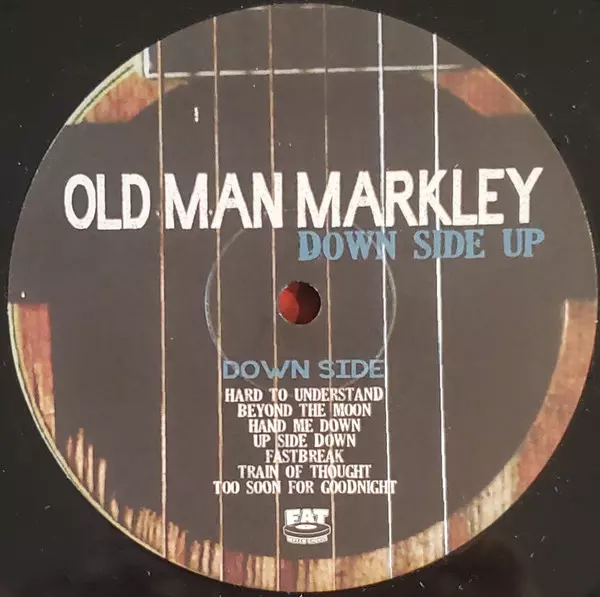 OLD MAN MARKLEY
DOWN SIDE UP
DOWN SIDE
HARD TO UNDERSTAND
BEYOND THE MOON
HAND ME DOWN
UP SIDE DOWN
FASTBREAK
TRAIN OF THOUGHT
TOO SOON FOR GOODNIGHT
FAT